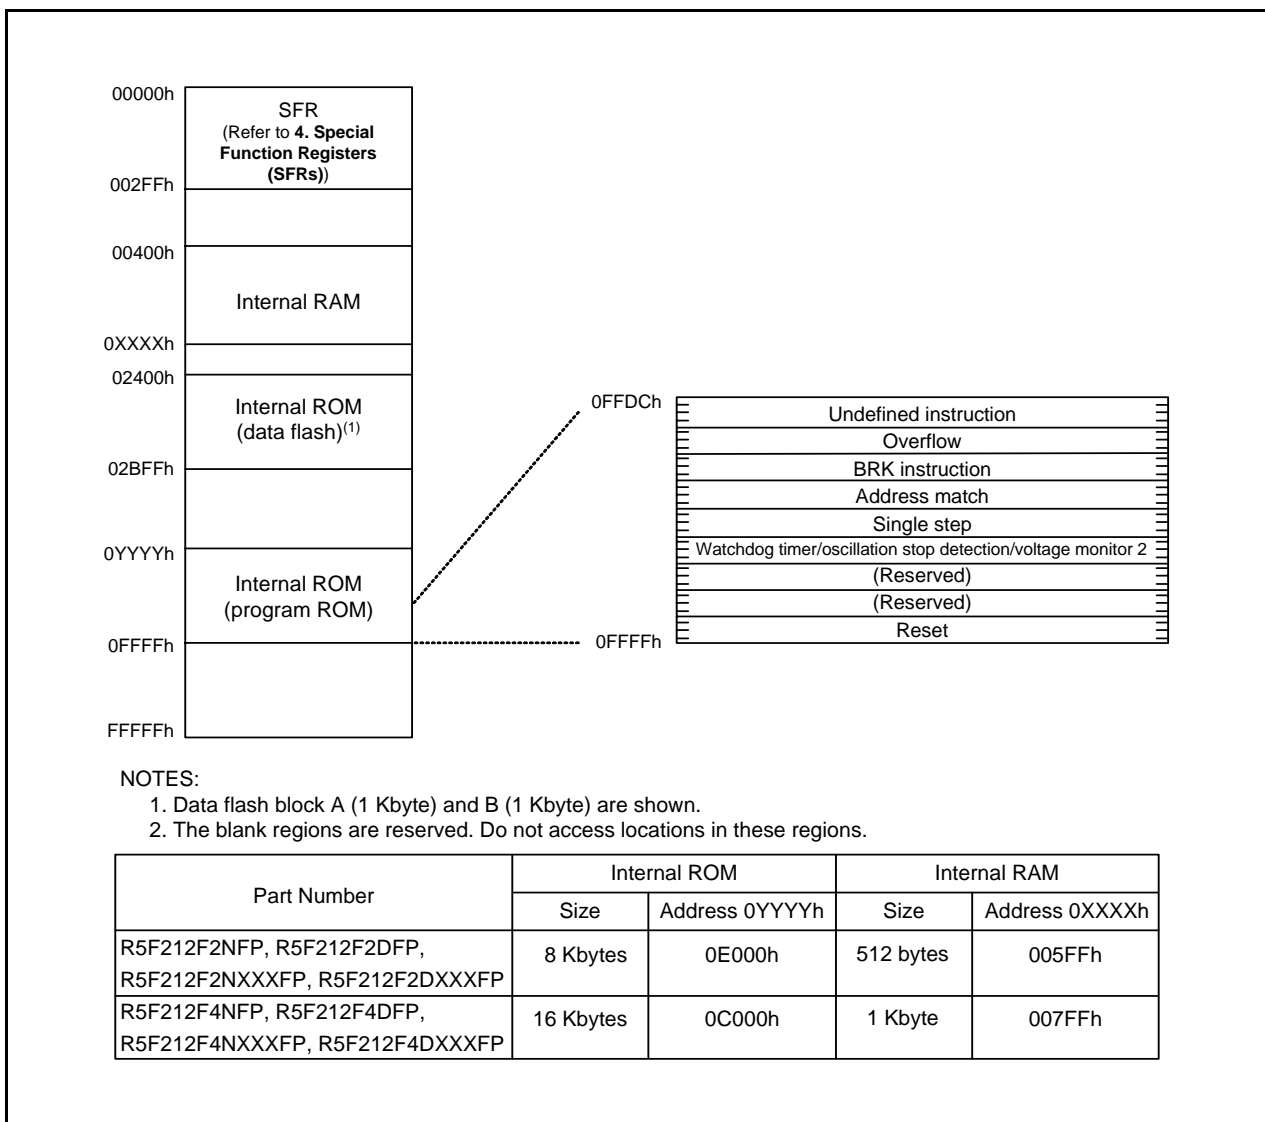 00000h
SFR
(Refer to 4. Special
Function Registers
(SFRs))
002FFh
00400h
Internal RAM
0XXXXh
02400h
Internal ROM
(data flash)(1)
02BFFh
0YYYYh
Internal ROM
(program ROM)
0FFFFh
FFFFFh
0FFDCh
Undefined instruction
Overflow
BRK instruction
Address match
Single step
Watchdog timer/oscillation stop detection/voltage monitor 2
(Reserved)
(Reserved)
Reset
0FFFFh
NOTES:
1. Data flash block A (1 Kbyte) and B (1 Kbyte) are shown.
2. The blank regions are reserved. Do not access locations in these regions.
Part Number Internal ROM Internal RAM
Size Address 0YYYYh Size Address 0XXXXh
R5F212F2NFP, R5F212F2DFP,
R5F212F2NXXXFP, R5F212F2DXXXFP 8 Kbytes 0E000h 512 bytes 005FFh
R5F212F4NFP, R5F212F4DFP,
R5F212F4NXXXFP, R5F212F4DXXXFP 16 Kbytes 0C000h 1 Kbyte 007FFh